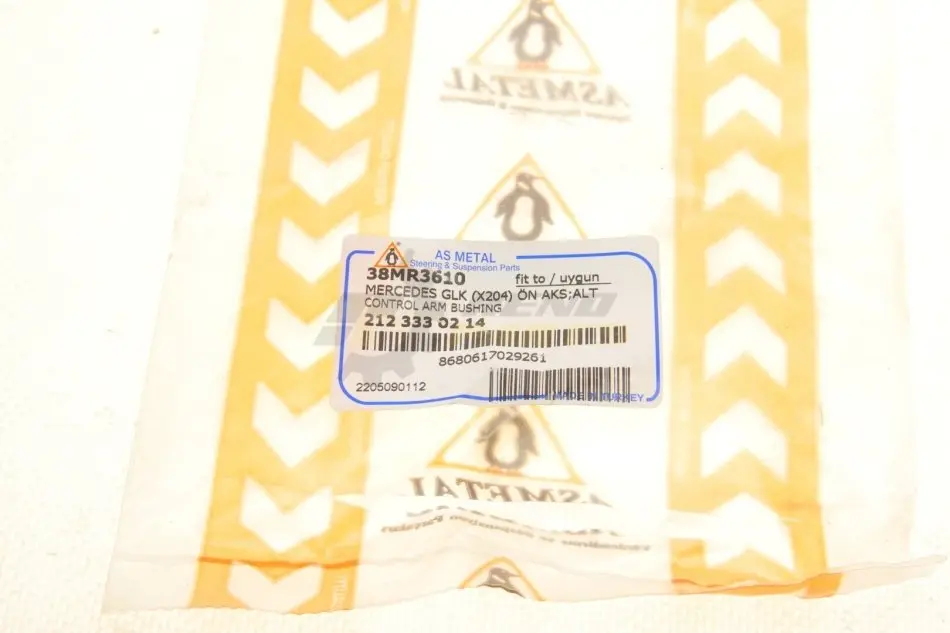 ASMETAL
AS METAL
Steering & Suspension Parts
38MR3610 fit to / uygun
MERCEDES GLK (X204) ÖN AKS;ALT
CONTROL ARM BUSHING
212 333 02 14
8680617029261
2205090112
MADE IN TURKEY
ASMETAL